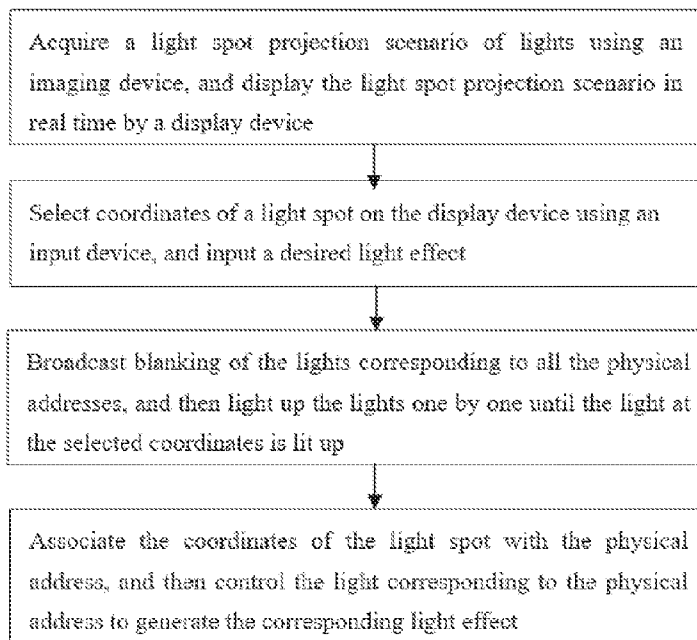 Acquire a light spot projection scenario of lights using an
imaging device, and display the light spot projection scenario in
real time by a display device
Select coordinates of a light spot on the display device using an
input device, and input a desired light effect
Broadcast blanking of the lights corresponding to all the physical
addresses, and then light up the lights one by one until the light at
the selected coordinates is lit up
Associate the coordinates of the light spot with the physical
address, and then control the light corresponding to the physical
address to generate the corresponding light effect